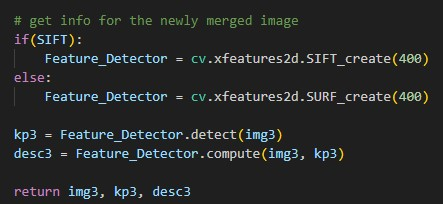 # get info for the newly merged image
if(SIFT):
    Feature_Detector = cv.xfeatures2d.SIFT_create(400)
else:
    Feature_Detector = cv.xfeatures2d.SURF_create(400)

kp3 = Feature_Detector.detect(img3)
desc3 = Feature_Detector.compute(img3, kp3)

return img3, kp3, desc3